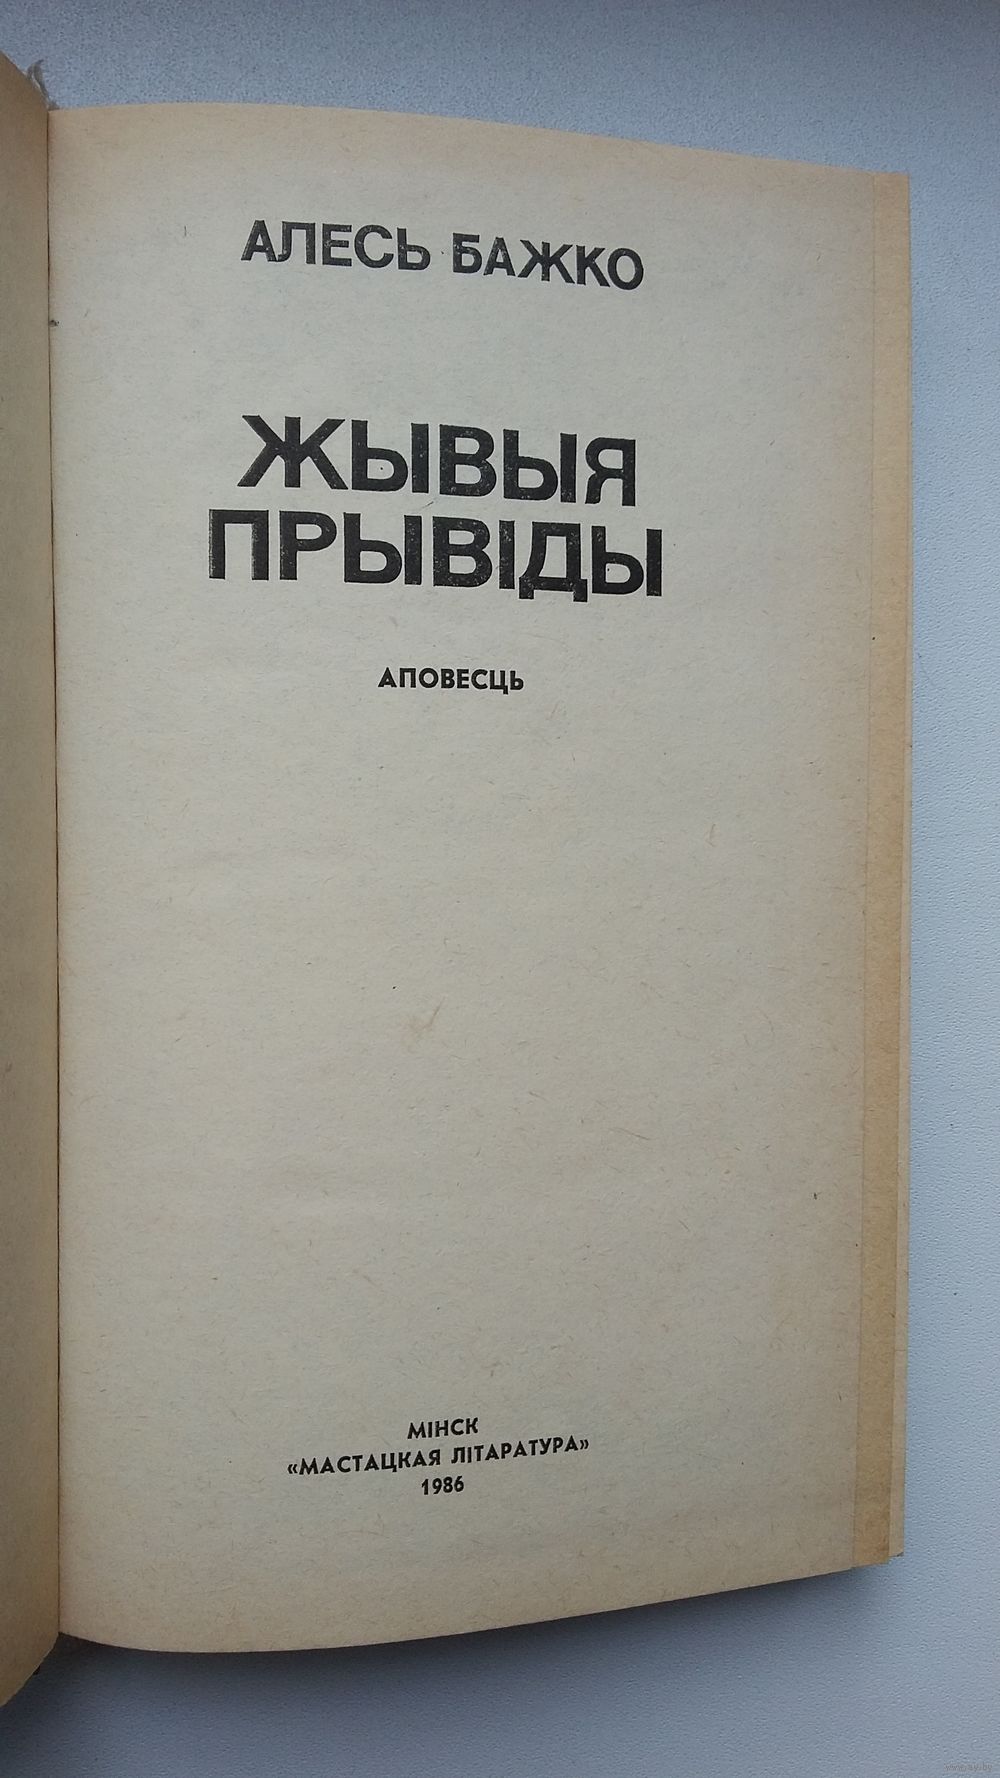 АЛЕСЬ БАЖКО
ЖЫВЫЯ
ПРЫВІДЫ
АПОВЕСЦЬ
МІНСК
«МАСТАЦКАЯ ЛІТАРАТУРА»
1986